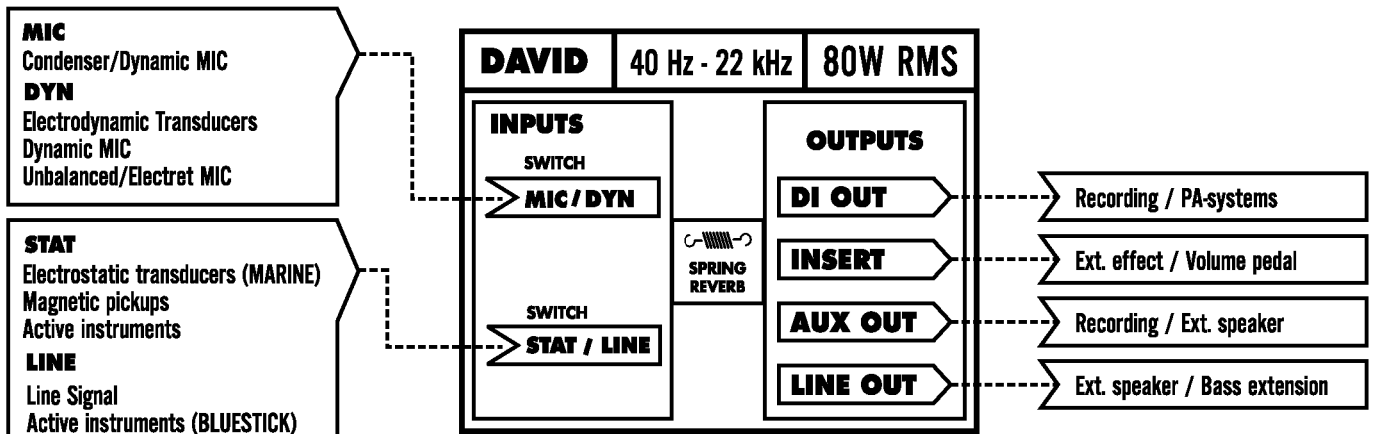 MIC
Condenser/Dynamic MIC
DYN
Electrodynamic Transducers
Dynamic MIC
Unbalanced/Electret MIC
STAT
Electrostatic transducers (MARINE)
Magnetic pickups
Active instruments
LINE
Line Signal
Active instruments (BLUESTICK)
DAVID
40 Hz - 22 kHz
80W RMS
INPUTS
SWITCH
MIC / DYN
SWITCH
STAT / LINE
SPRING
REVERB
OUTPUTS
DI OUT
INSERT
AUX OUT
LINE OUT
Recording / PA-systems
Ext. effect / Volume pedal
Recording / Ext. speaker
Ext. speaker / Bass extension